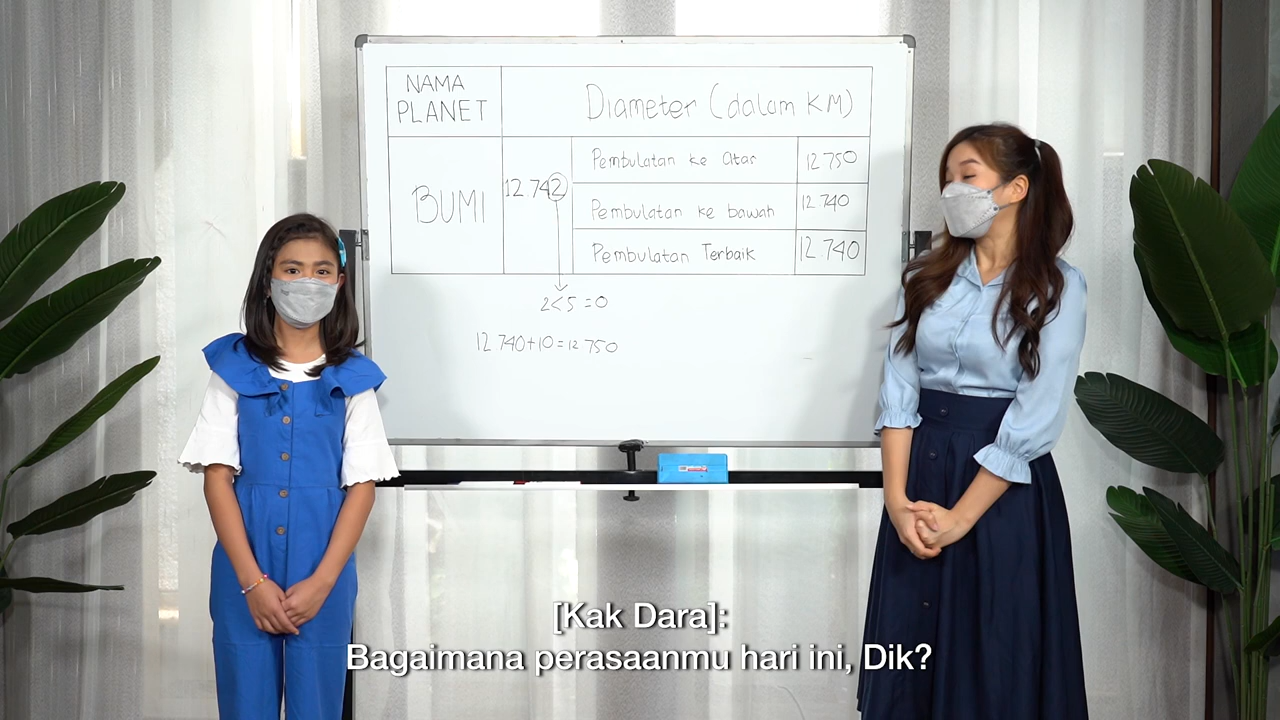 NAMA
PLANET
Diameter (dalam KM)
BUMI
12.742
Pembulatan ke atas
12 750
Pembulatan ke bawah
12.740
Pembulatan Terbaik
12.740
2<5 =0
12 740+10=12 750
[Kak Dara]:
Bagaimana perasaanmu hari ini, Dik?